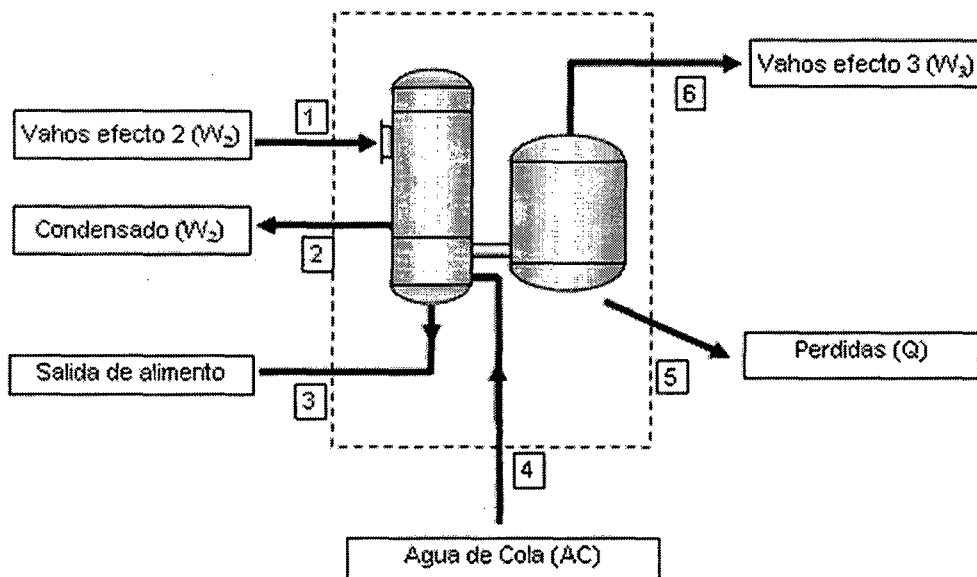 Vahos efecto 3 (W₃)
6
1
Vahos efecto 2 (W₂)
Condensado (W₂)
2
Perdidas (Q)
Salida de alimento
5
3
4
Agua de Cola (AC)